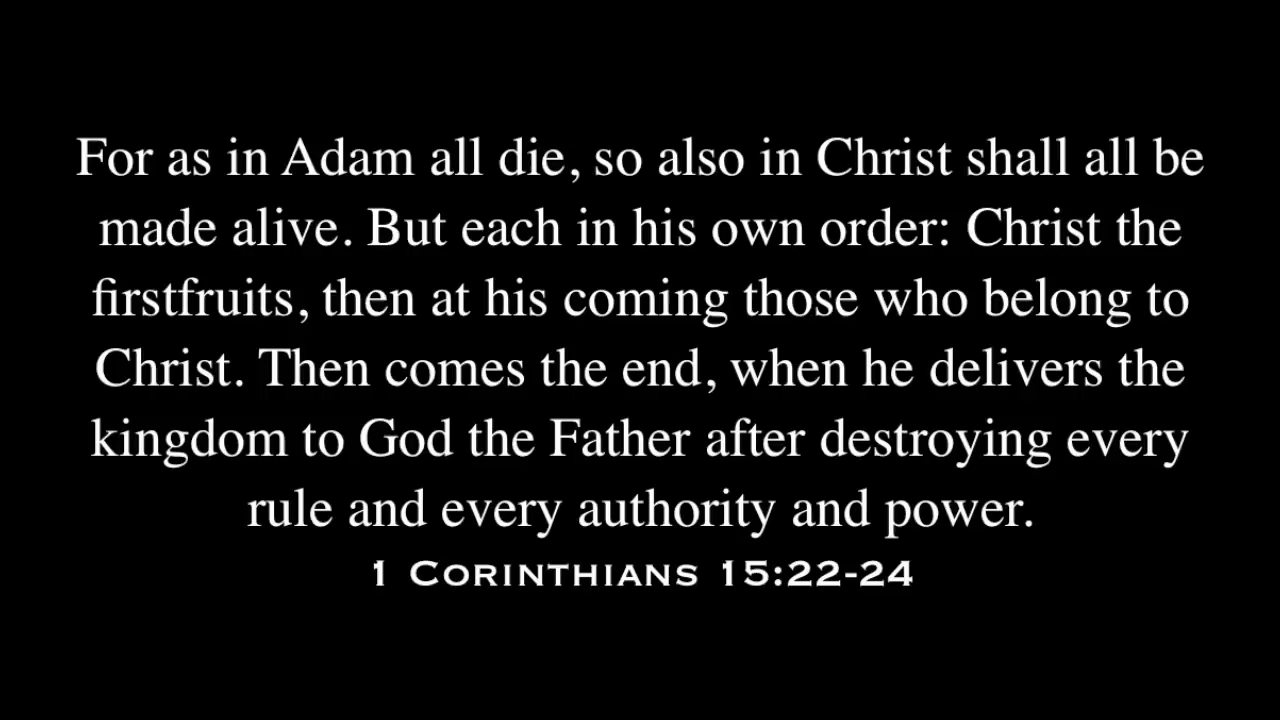 For as in Adam all die, so also in Christ shall all be
made alive. But each in his own order: Christ the
firstfruits, then at his coming those who belong to
Christ. Then comes the end, when he delivers the
kingdom to God the Father after destroying every
rule and every authority and power.
1 Corinthians 15:22-24